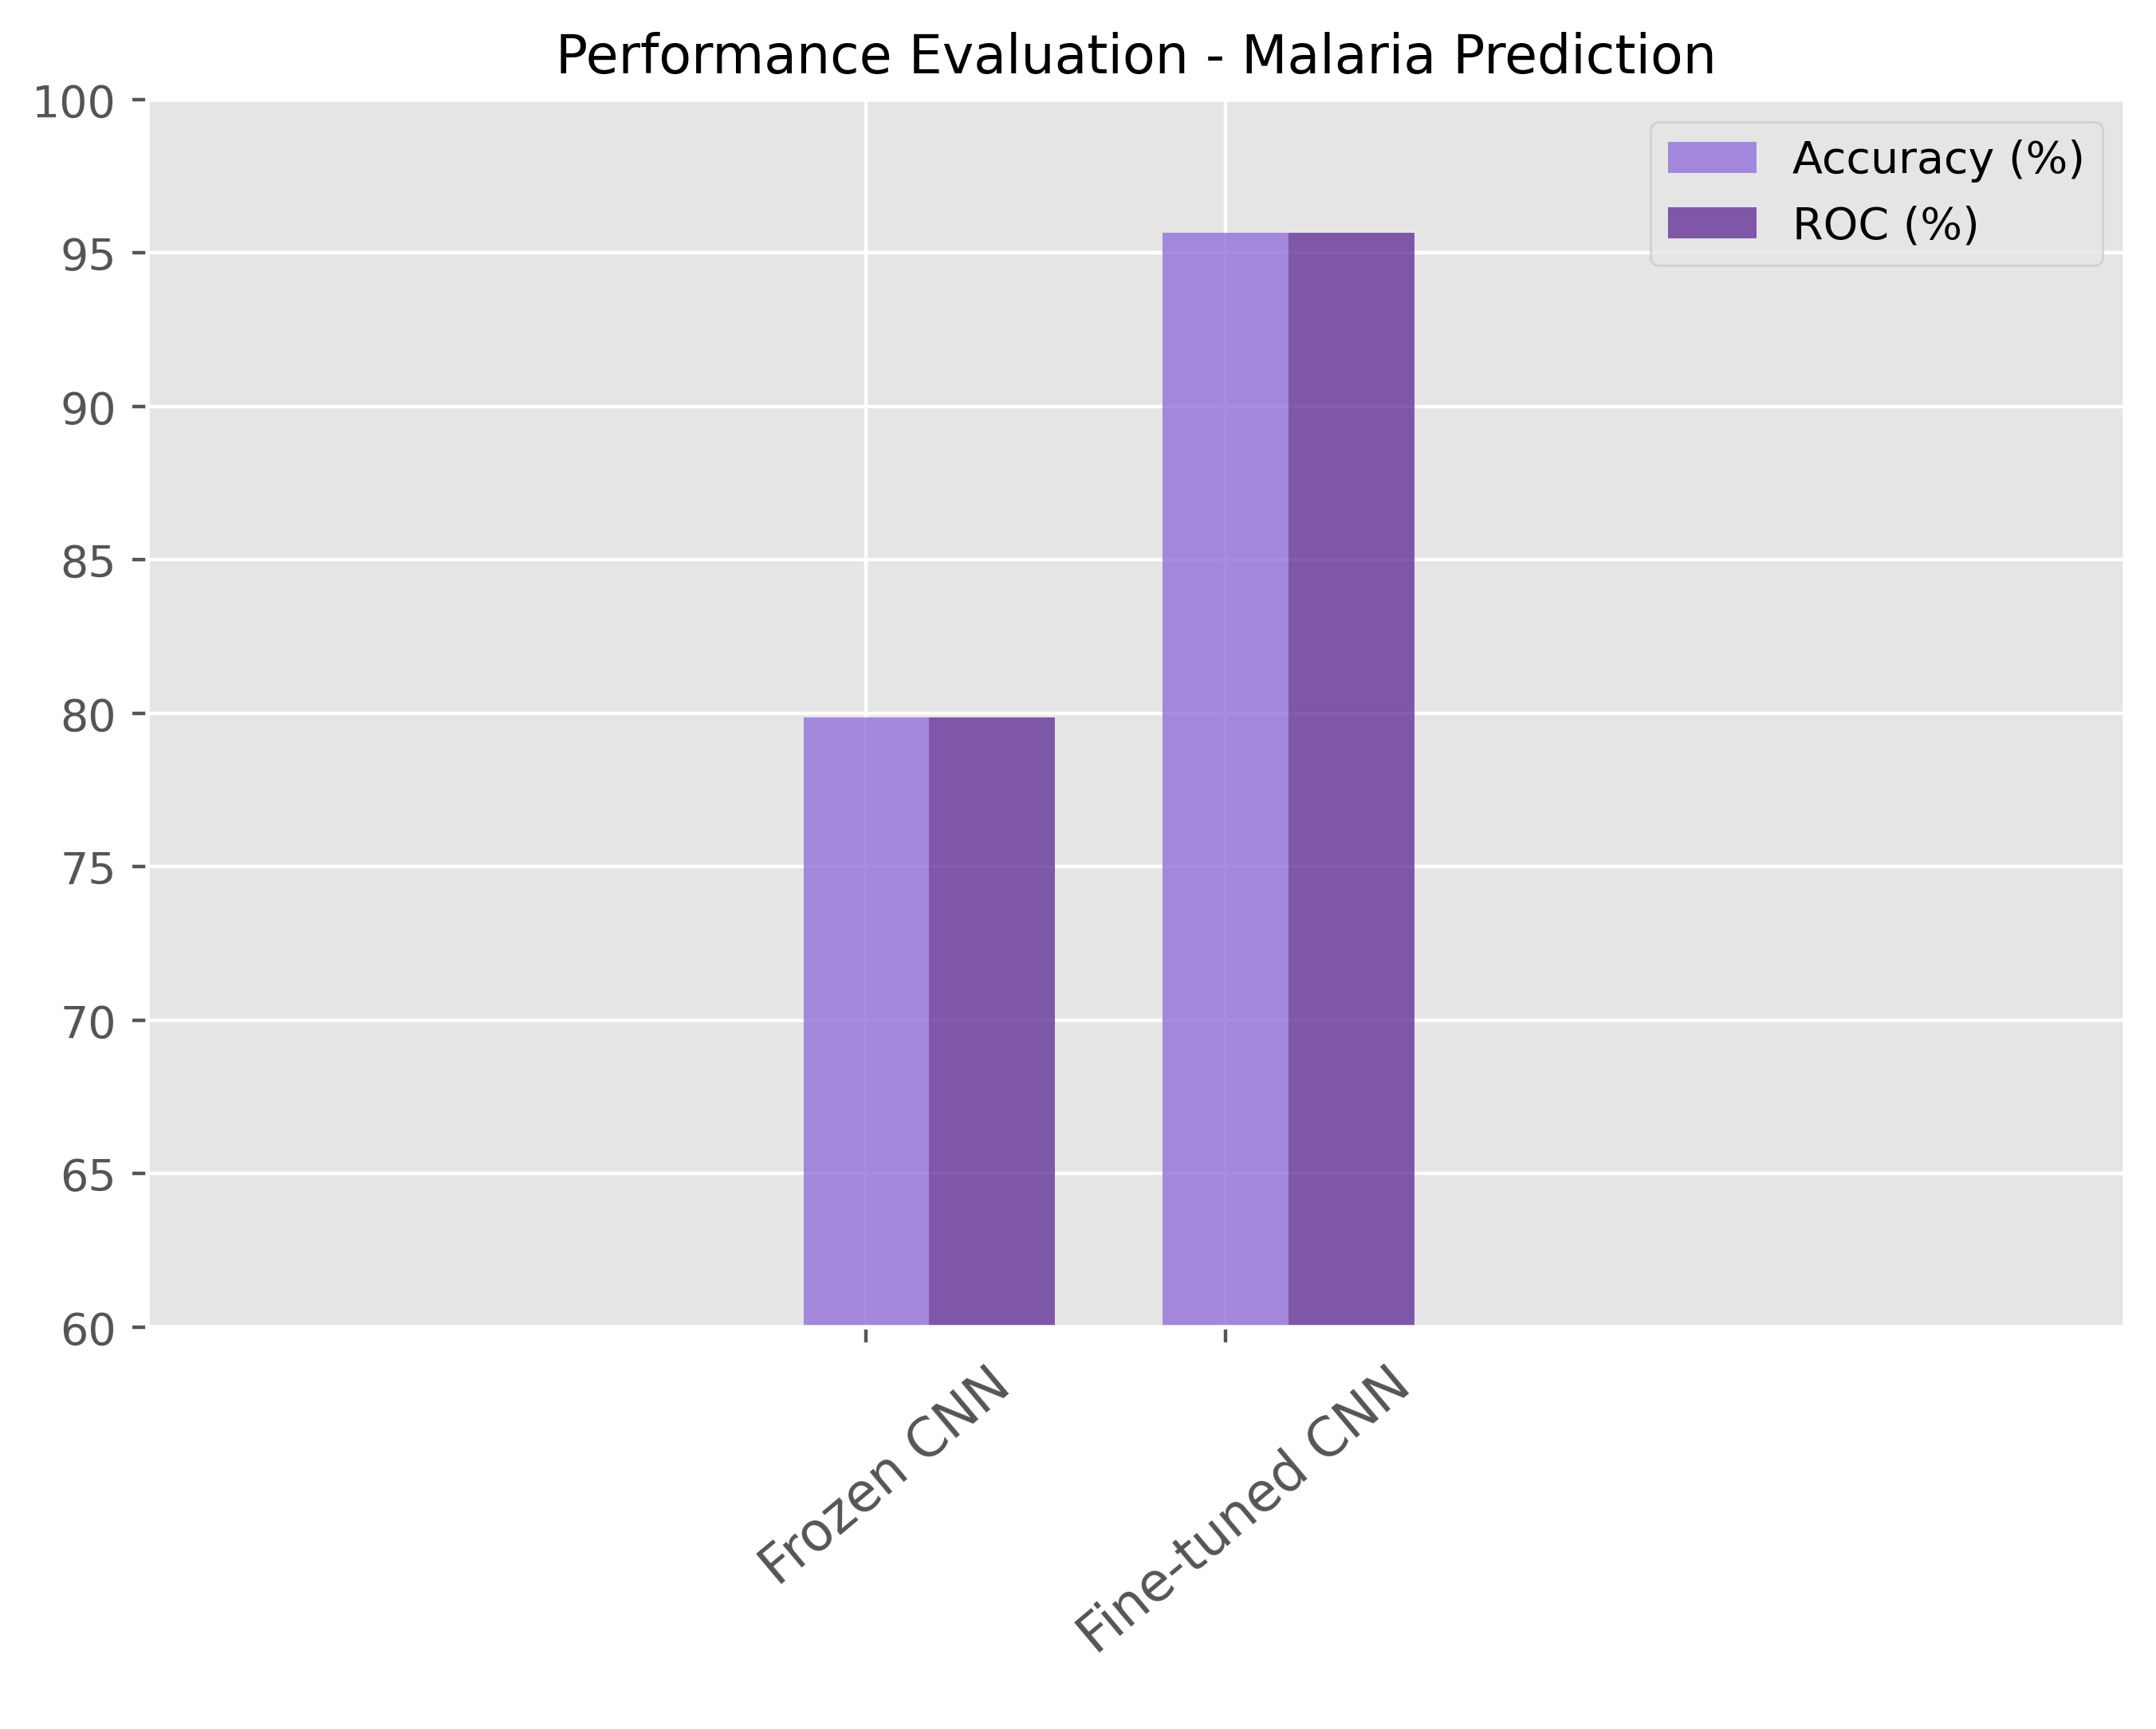 Performance Evaluation - Malaria Prediction
100
95
90
85
80
75
70
65
60
Accuracy (%)
ROC (%)
Frozen CNN
Fine-tuned CNN